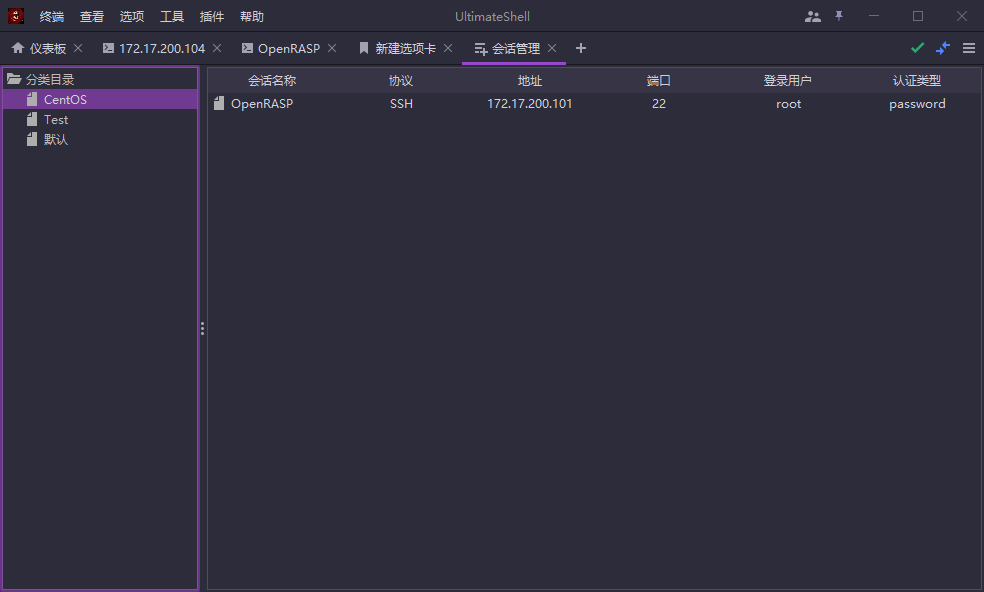 终端 查看 选项 工具 插件 帮助 UltimateShell
仪表板 172.17.200.104 OpenRASP 新建选项卡 会话管理
分类目录
CentOS
Test
默认
会话名称 协议 地址 端口 登录用户 认证类型
OpenRASP SSH 172.17.200.101 22 root password